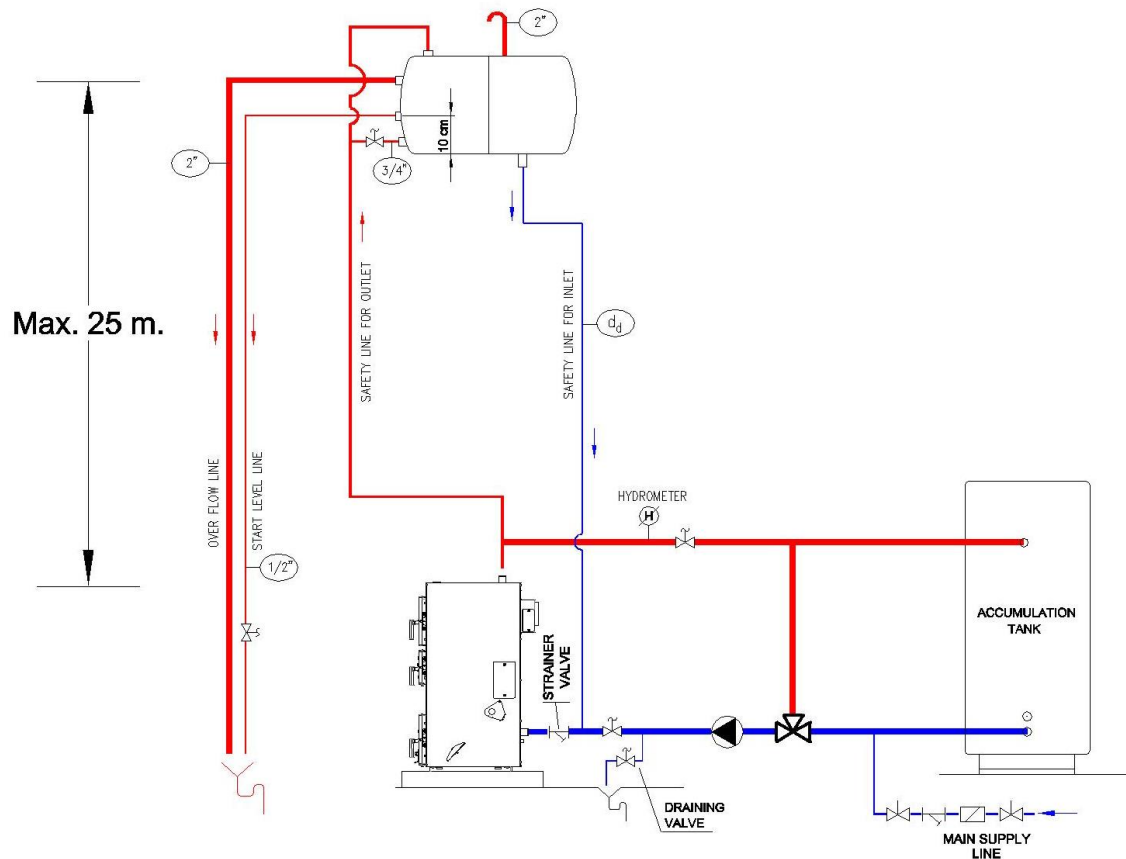 2"
2"
10 cm
3/4"
Max. 25 m.
SAFETY LINE FOR OUTLET
SAFETY LINE FOR INLET
d_d
OVER FLOW LINE
START LEVEL LINE
1/2"
HYDROMETER
H
ACCUMULATION
TANK
STRAINER
VALVE
DRAINING
VALVE
MAIN SUPPLY
LINE